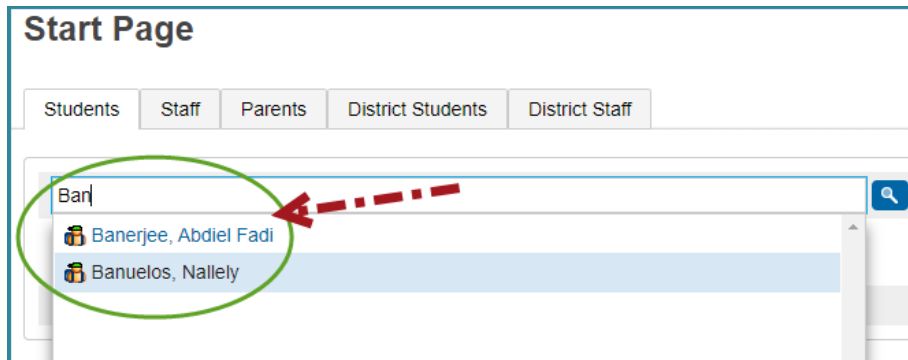 Start Page
Students Staff Parents District Students District Staff
Ban
Banerjee, Abdiel Fadi
Banuelos, Nallely